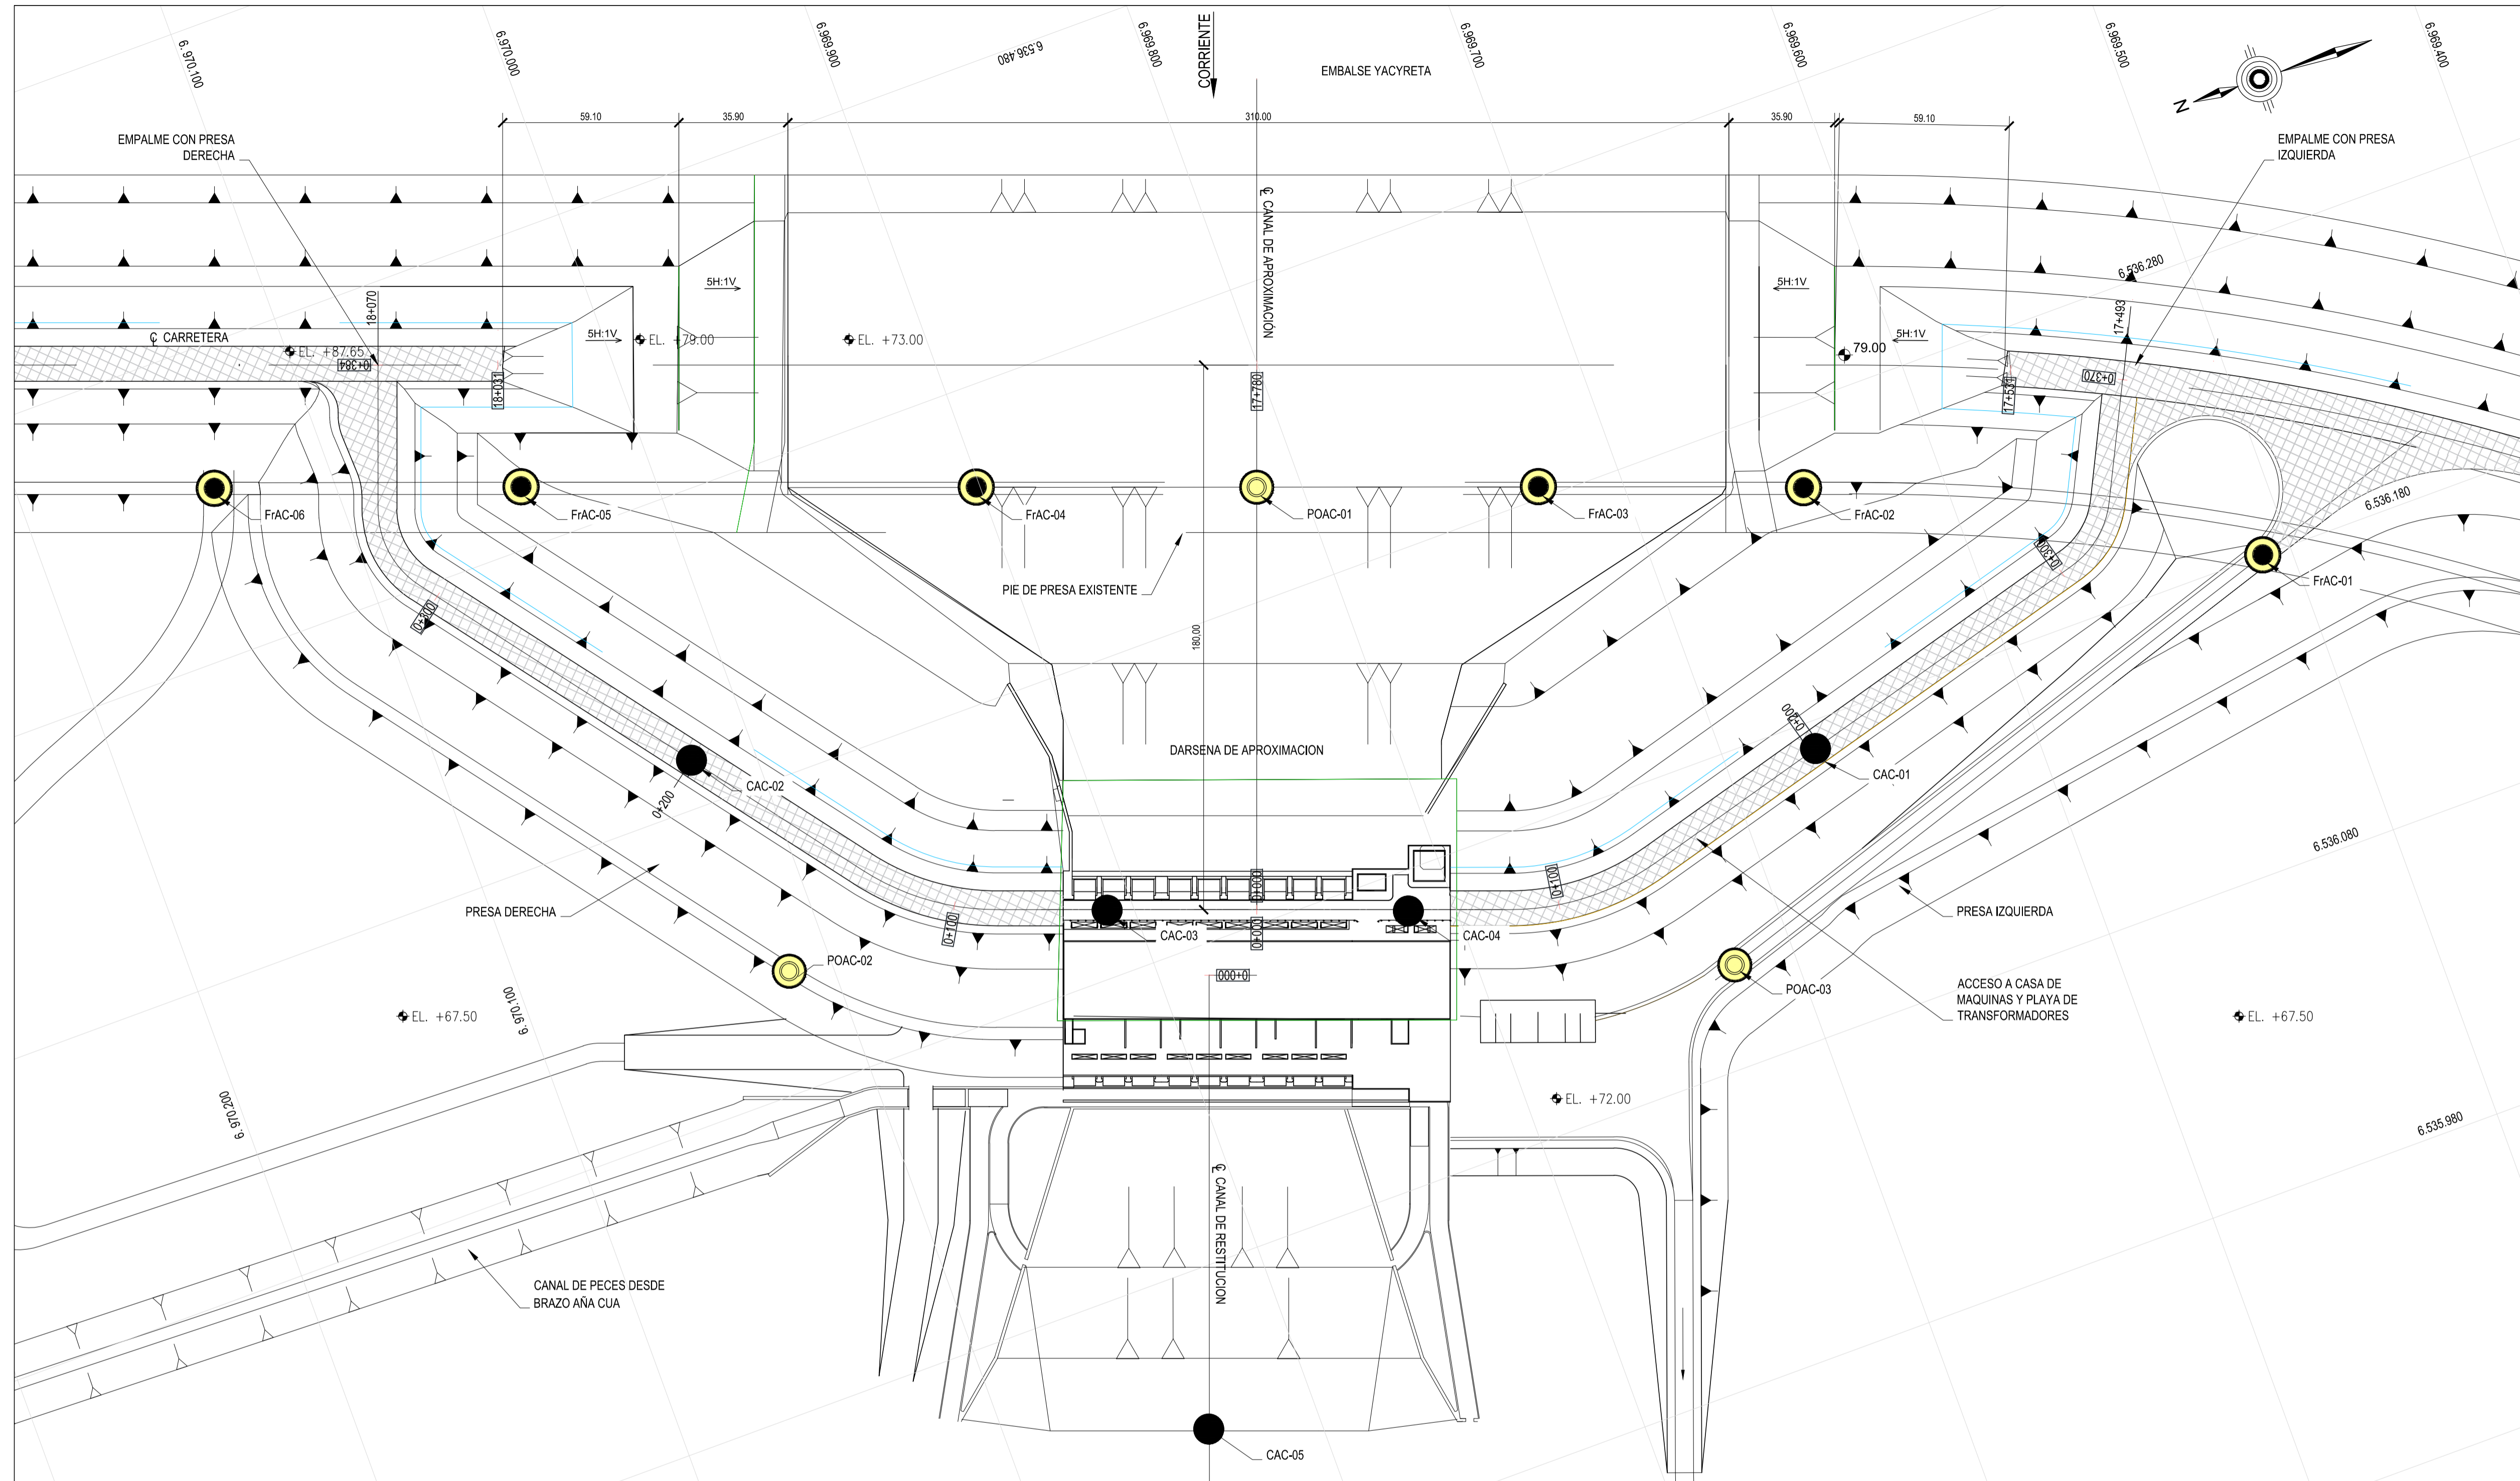 6. 970.100
6.970.000
6.969.900
6.536.480
6.969.800
CORRIENTE
EMBALSE YACYRETA
6.969.700
6.969.600
6.969.500
6.969.400
N
59.10
35.90
310.00
35.90
59.10
EMPALME CON PRESA
DERECHA
EMPALME CON PRESA
IZQUIERDA
℄ CANAL DE APROXIMACIÓN
5H:1V
5H:1V
6.536.280
18+070
17+493
℄ CARRETERA
5H:1V
EL. +79.00
EL. +73.00
79.00
5H:1V
EL. +87.65
0+384
18+031
17+780
17+531
0+370
FrAC-06
FrAC-05
FrAC-04
POAC-01
FrAC-03
FrAC-02
6.536.180
FrAC-01
PIE DE PRESA EXISTENTE
0+300
0+300
180.00
DARSENA DE APROXIMACION
0+200
CAC-01
CAC-02
0+200
6.536.080
0+000
0+100
PRESA DERECHA
PRESA IZQUIERDA
0+100
CAC-03
0+000
CAC-04
POAC-02
0+000
POAC-03
ACCESO A CASA DE
MAQUINAS Y PLAYA DE
TRANSFORMADORES
6.970.100
EL. +67.50
EL. +67.50
EL. +72.00
6.970.200
6.535.980
℄ CANAL DE RESTITUCION
CANAL DE PECES DESDE
BRAZO AÑA CUA
CAC-05